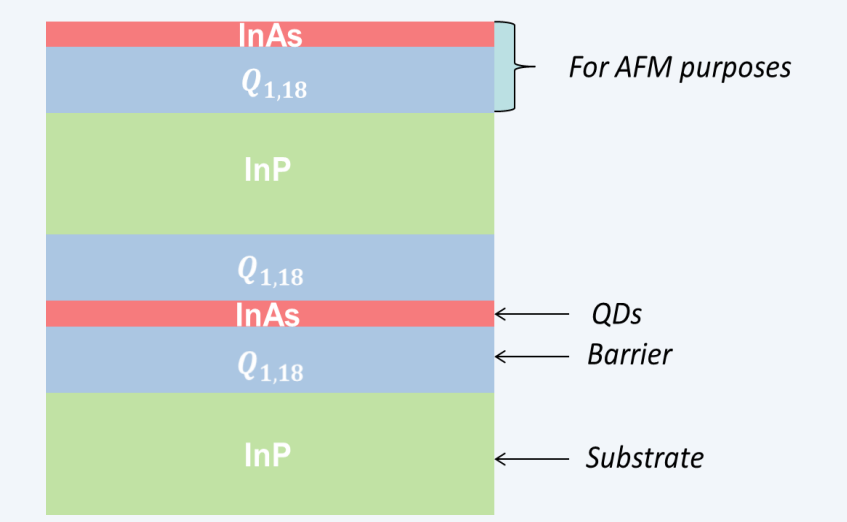 InAs
Q1,18
For AFM purposes
InP
Q1,18
InAs
QDs
Q1,18
Barrier
InP
Substrate